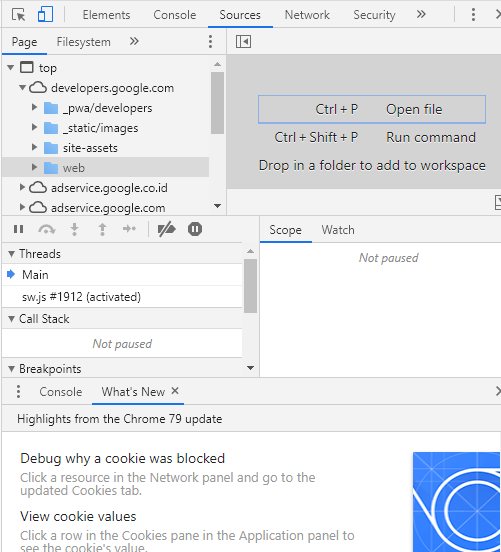 Elements Console Sources Network Security
Page Filesystem
top
developers.google.com
_pwa/developers
_static/images
site-assets
web
adservice.google.co.id
adservice.google.com
Ctrl + P Open file
Ctrl + Shift + P Run command
Drop in a folder to add to workspace
Threads
Main
sw.js #1912 (activated)
Call Stack
Not paused
Breakpoints
Scope Watch
Not paused
Console What's New
Highlights from the Chrome 79 update
Debug why a cookie was blocked
Click a resource in the Network panel and go to the
updated Cookies tab.
View cookie values
Click a row in the Cookies pane in the Application panel to
see the cookie's value.